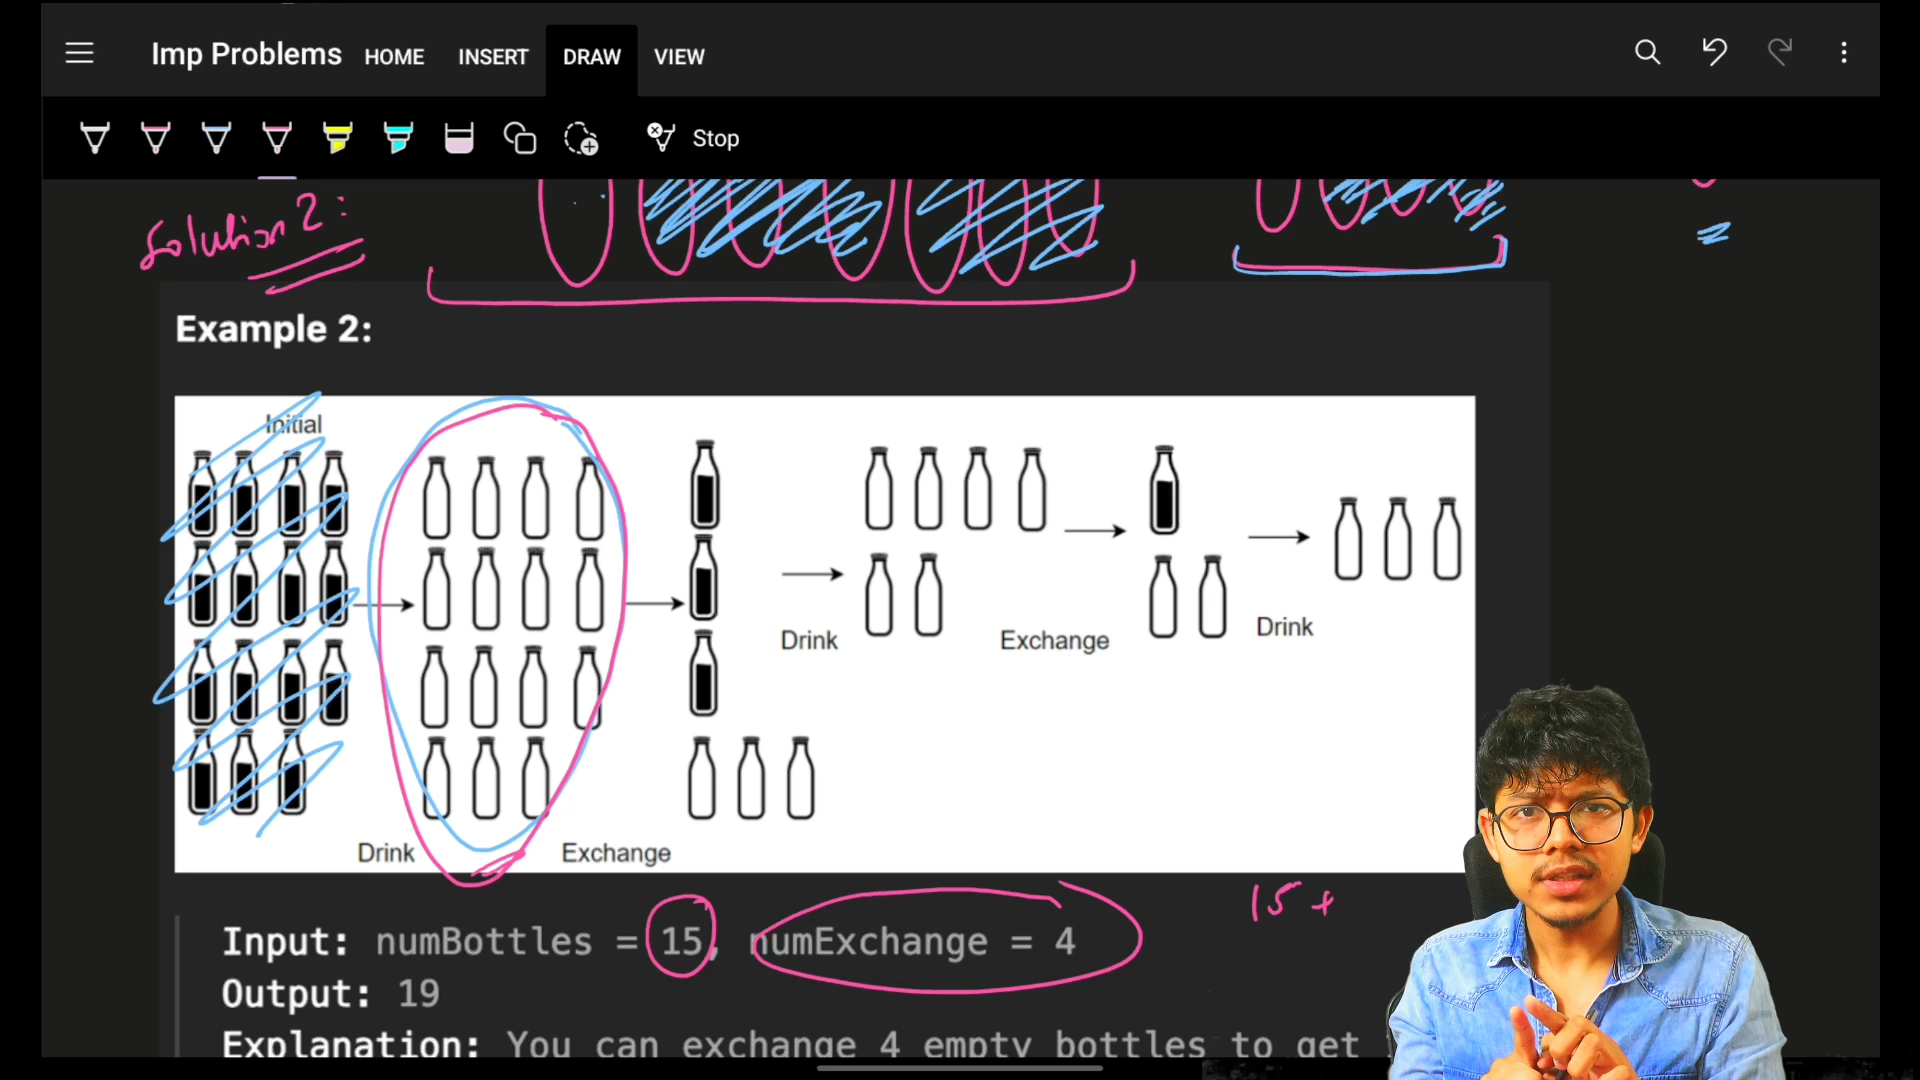 Imp Problems HOME INSERT DRAW VIEW
Stop
Solution 2:
Example 2:
Initial
Drink
Exchange
Drink
Exchange
Drink
15 +
Input: numBottles = 15, numExchange = 4
Output: 19
Explanation: You can exchange 4 empty bottles to get